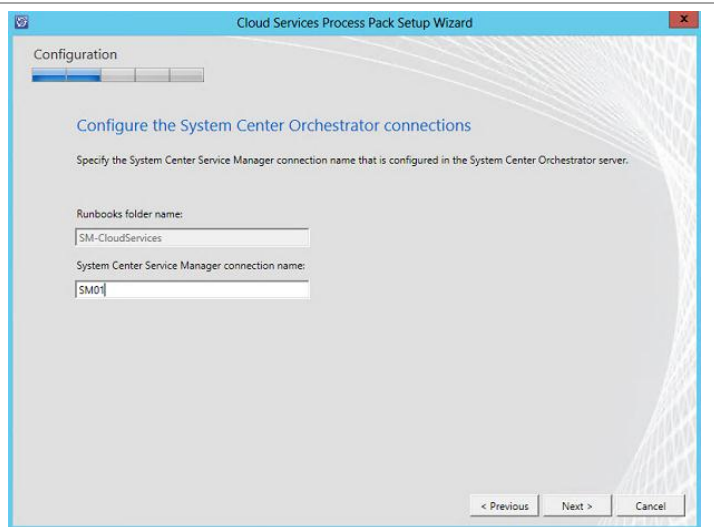 Cloud Services Process Pack Setup Wizard
x
Configuration
Configure the System Center Orchestrator connections
Specify the System Center Service Manager connection name that is configured in the System Center Orchestrator server.
Runbooks folder name:
SM-CloudServices
System Center Service Manager connection name:
SM01
< Previous Next > Cancel